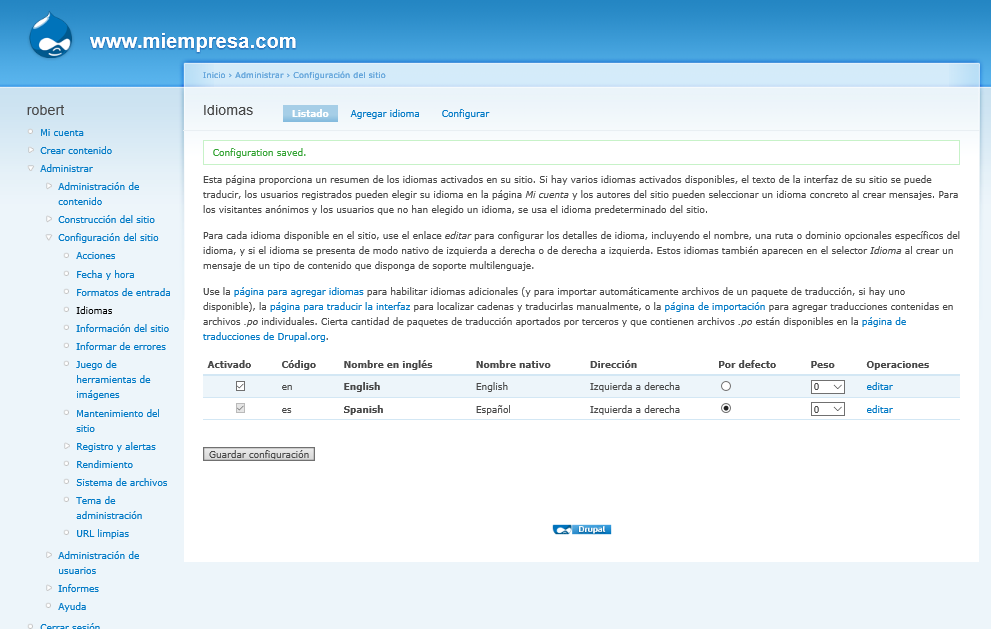 www.miempresa.com
robert
Mi cuenta
Crear contenido
Administrar
Administración de
contenido
Construcción del sitio
Configuración del sitio
Acciones
Fecha y hora
Formatos de entrada
Idiomas
Información del sitio
Informar de errores
Juego de
herramientas de
imágenes
Mantenimiento del
sitio
Registro y alertas
Rendimiento
Sistema de archivos
Tema de
administración
URL limpias
Administración de
usuarios
Informes
Ayuda
Cerrar sesión
Inicio › Administrar › Configuración del sitio
Idiomas Listado Agregar idioma Configurar
Configuration saved.
Esta página proporciona un resumen de los idiomas activados en su sitio. Si hay varios idiomas activados disponibles, el texto de la interfaz de su sitio se puede
traducir, los usuarios registrados pueden elegir su idioma en la página Mi cuenta y los autores del sitio pueden seleccionar un idioma concreto al crear mensajes. Para
los visitantes anónimos y los usuarios que no han elegido un idioma, se usa el idioma predeterminado del sitio.
Para cada idioma disponible en el sitio, use el enlace editar para configurar los detalles de idioma, incluyendo el nombre, una ruta o dominio opcionales específicos del
idioma, y si el idioma se presenta de modo nativo de izquierda a derecha o de derecha a izquierda. Estos idiomas también aparecen en el selector Idioma al crear un
mensaje de un tipo de contenido que disponga de soporte multilenguaje.
Use la página para agregar idiomas para habilitar idiomas adicionales (y para importar automáticamente archivos de un paquete de traducción, si hay uno
disponible), la página para traducir la interfaz para localizar cadenas y traducirlas manualmente, o la página de importación para agregar traducciones contenidas en
archivos .po individuales. Cierta cantidad de paquetes de traducción aportados por terceros y que contienen archivos .po están disponibles en la página de
traducciones de Drupal.org.
Activado Código Nombre en inglés Nombre nativo Dirección Por defecto Peso Operaciones
en English English Izquierda a derecha 0 editar
es Spanish Español Izquierda a derecha 0 editar
Guardar configuración
Drupal